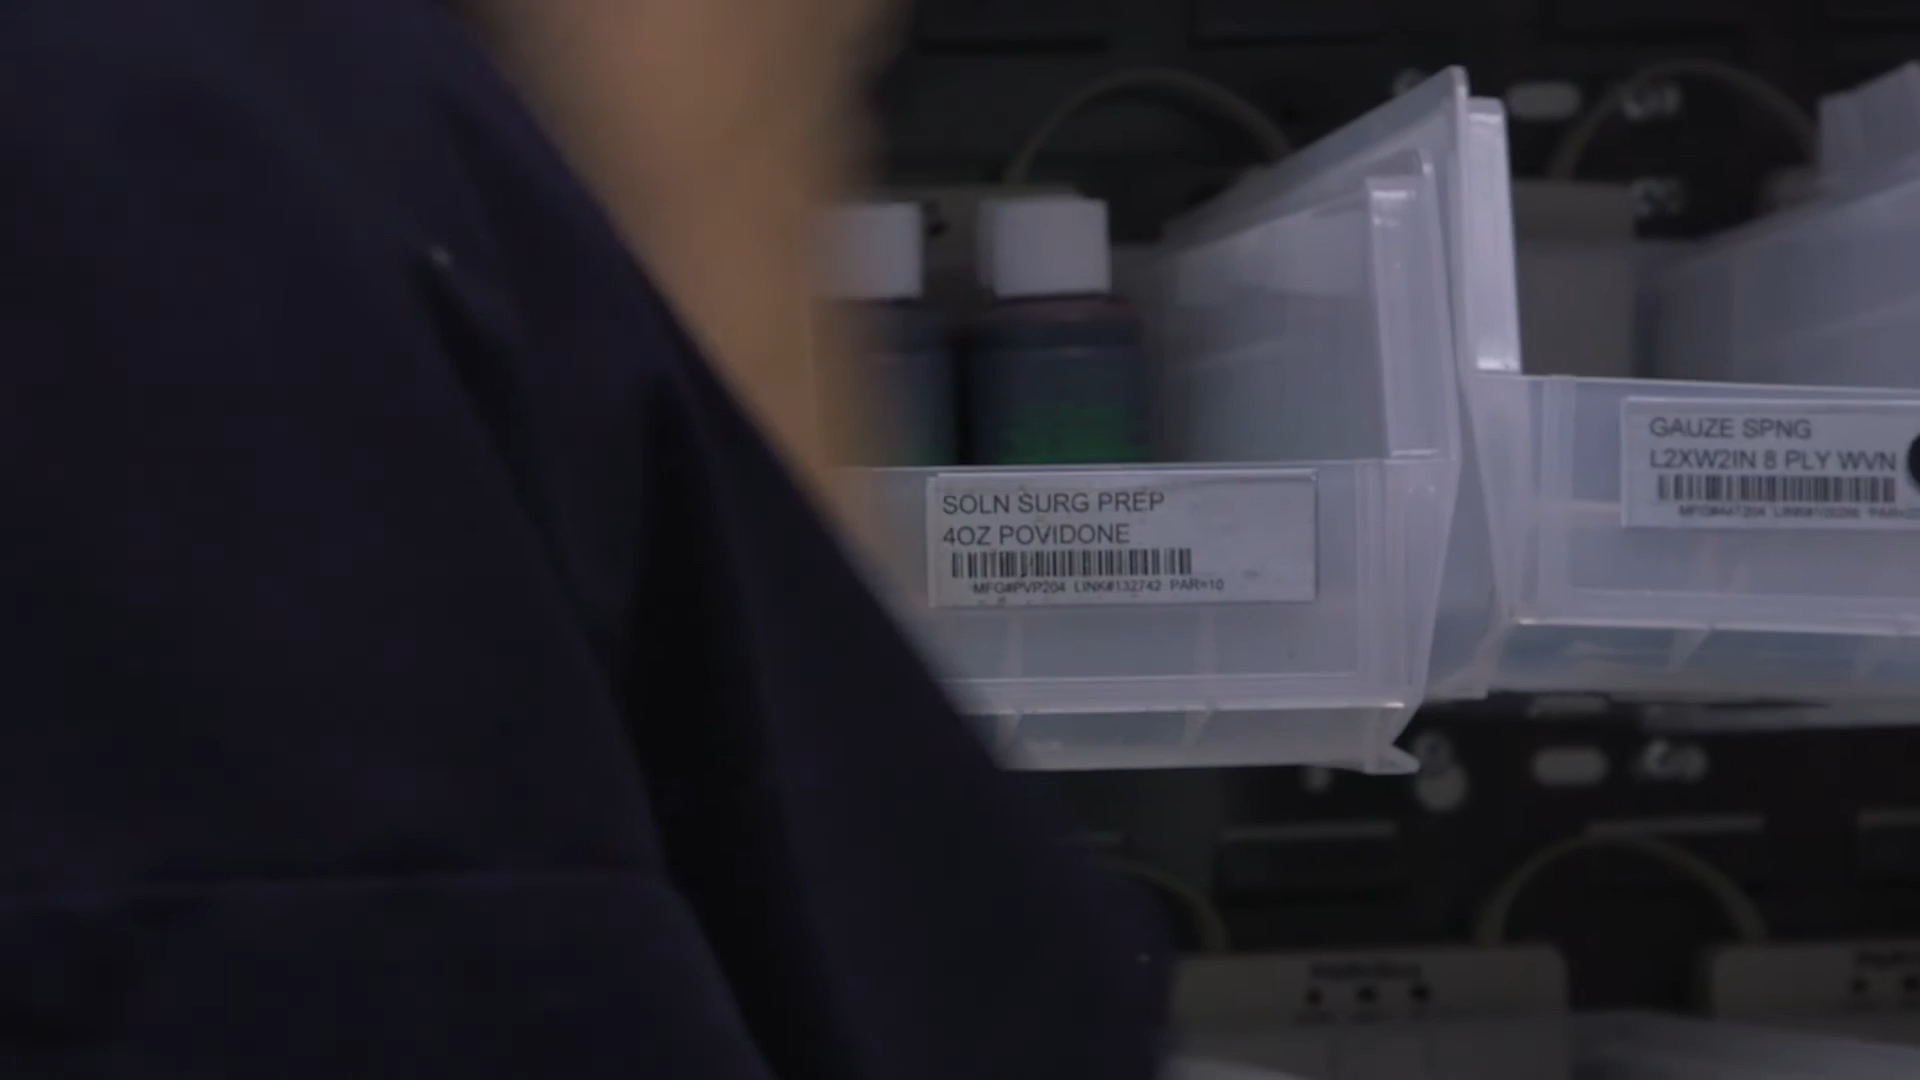 SOLN SURG PREP
4OZ POVIDONE
MFG#PVP204 LINK#132742 PAR=10
GAUZE SPNG
L2XW2IN 8 PLY WVN